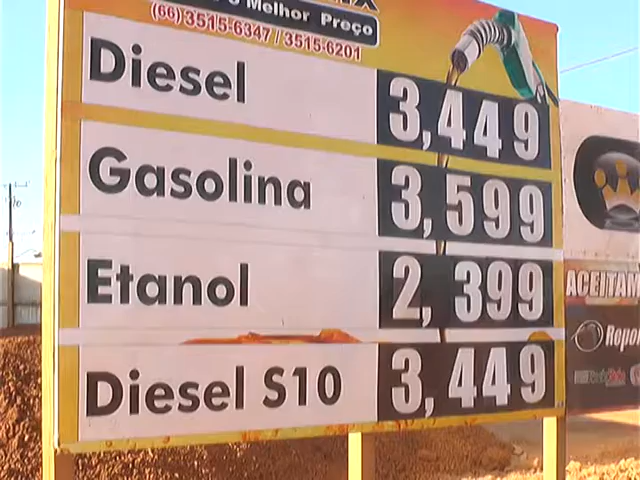 Melhor Preço
(66) 3515-6347 / 3515-6201
Diesel 3,449
Gasolina 3,599
Etanol 2,399
Diesel S10 3,449
ACEITAM